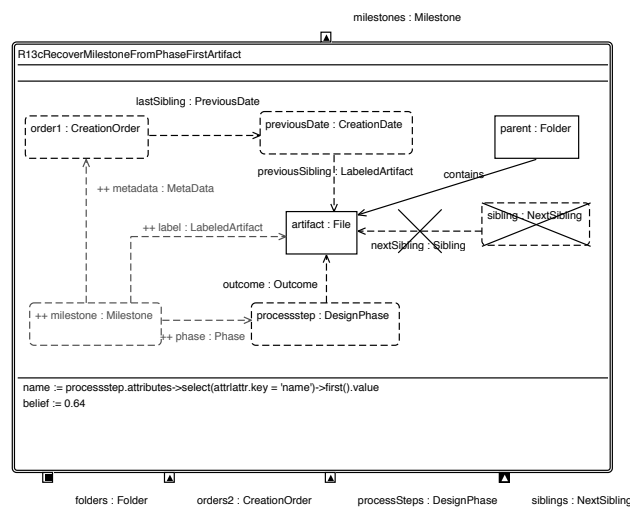 milestones : Milestone
R13cRecoverMilestoneFromPhaseFirstArtifact
lastSibling : PreviousDate
order1 : CreationOrder
previousDate : CreationDate
parent : Folder
previousSibling : LabeledArtifact
contains
++ metadata : MetaData
++ label : LabeledArtifact
artifact : File
sibling : NextSibling
nextSibling : Sibling
outcome : Outcome
++ milestone : Milestone
processstep : DesignPhase
++ phase : Phase
name := processstep.attributes->select(attrlattr.key = 'name')->first().value
belief := 0.64
folders : Folder
orders2 : CreationOrder
processSteps : DesignPhase
siblings : NextSibling